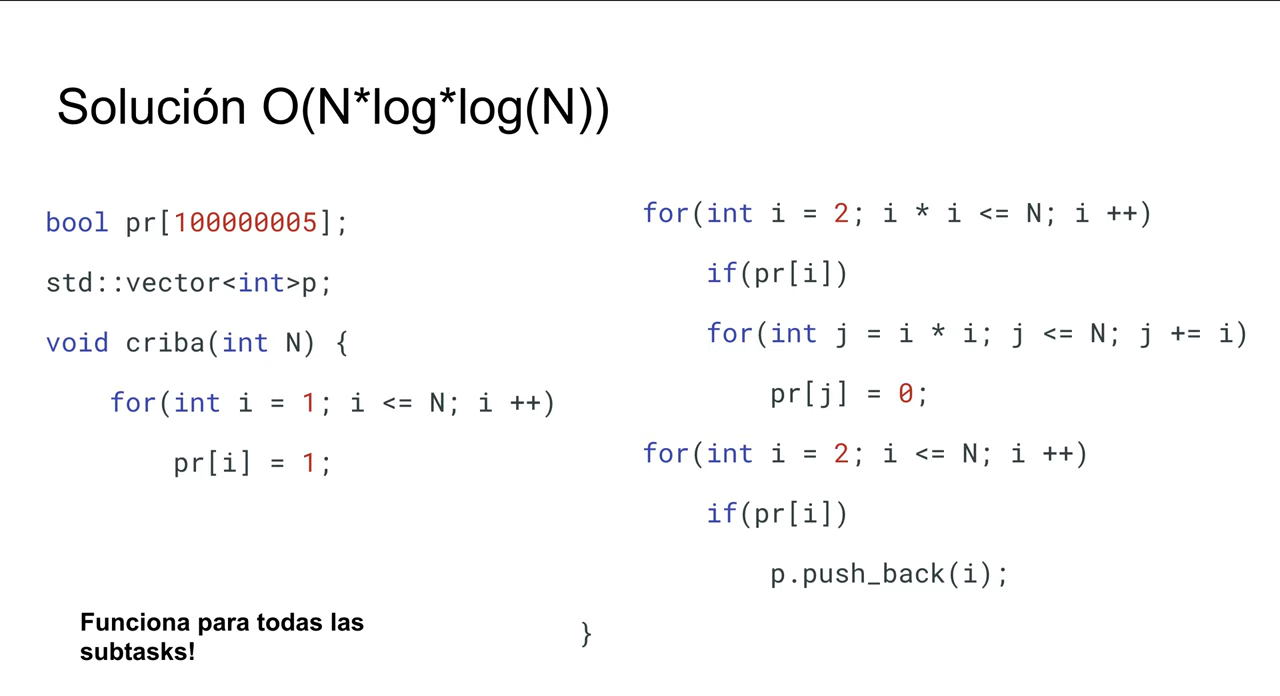 Solución O(N*log*log(N))
bool pr[100000005];
std::vector<int>p;
void criba(int N) {
    for(int i = 1; i <= N; i ++)
        pr[i] = 1;
for(int i = 2; i * i <= N; i ++)
    if(pr[i])
    for(int j = i * i; j <= N; j += i)
        pr[j] = 0;
for(int i = 2; i <= N; i ++)
    if(pr[i])
        p.push_back(i);
}
Funciona para todas las
subtasks!